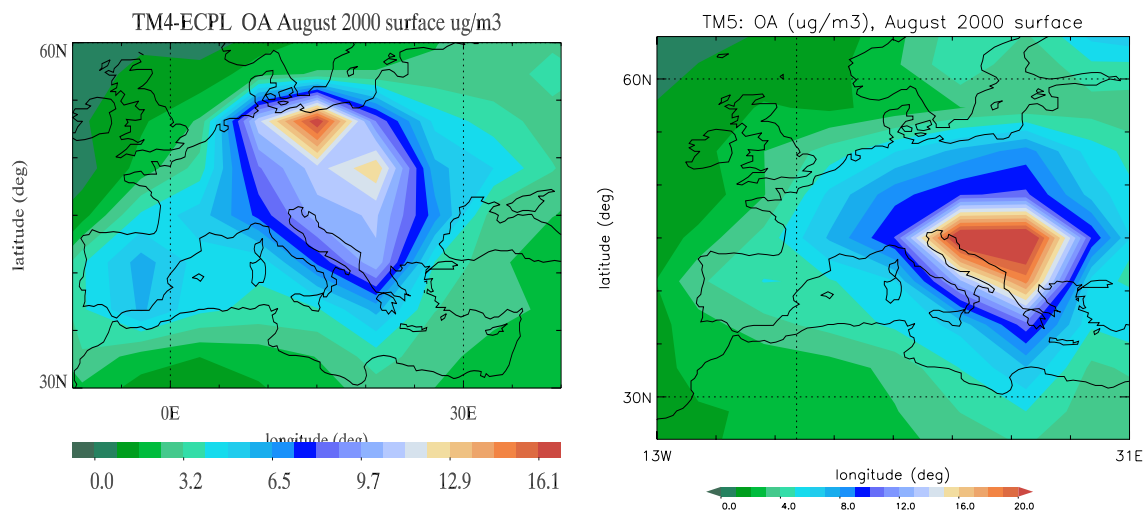 TM4-ECPL OA August 2000 surface ug/m3
60N
latitude (deg)
30N
0E 30E
longitude (deg)
0.0 3.2 6.5 9.7 12.9 16.1
TM5: OA (ug/m3), August 2000 surface
60N
latitude (deg)
30N
13W 31E
longitude (deg)
0.0 4.0 8.0 12.0 16.0 20.0